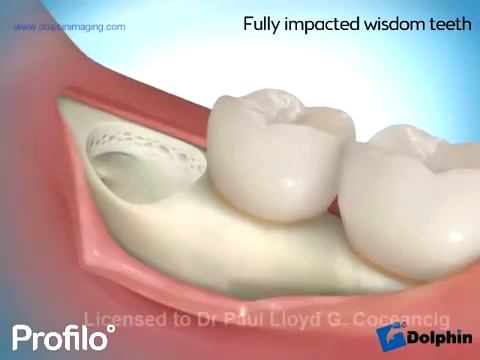 www.dolphinimaging.com
Fully impacted wisdom teeth
Licensed to Dr Paul Lloyd G. Coceancig
Profilo°
Dolphin